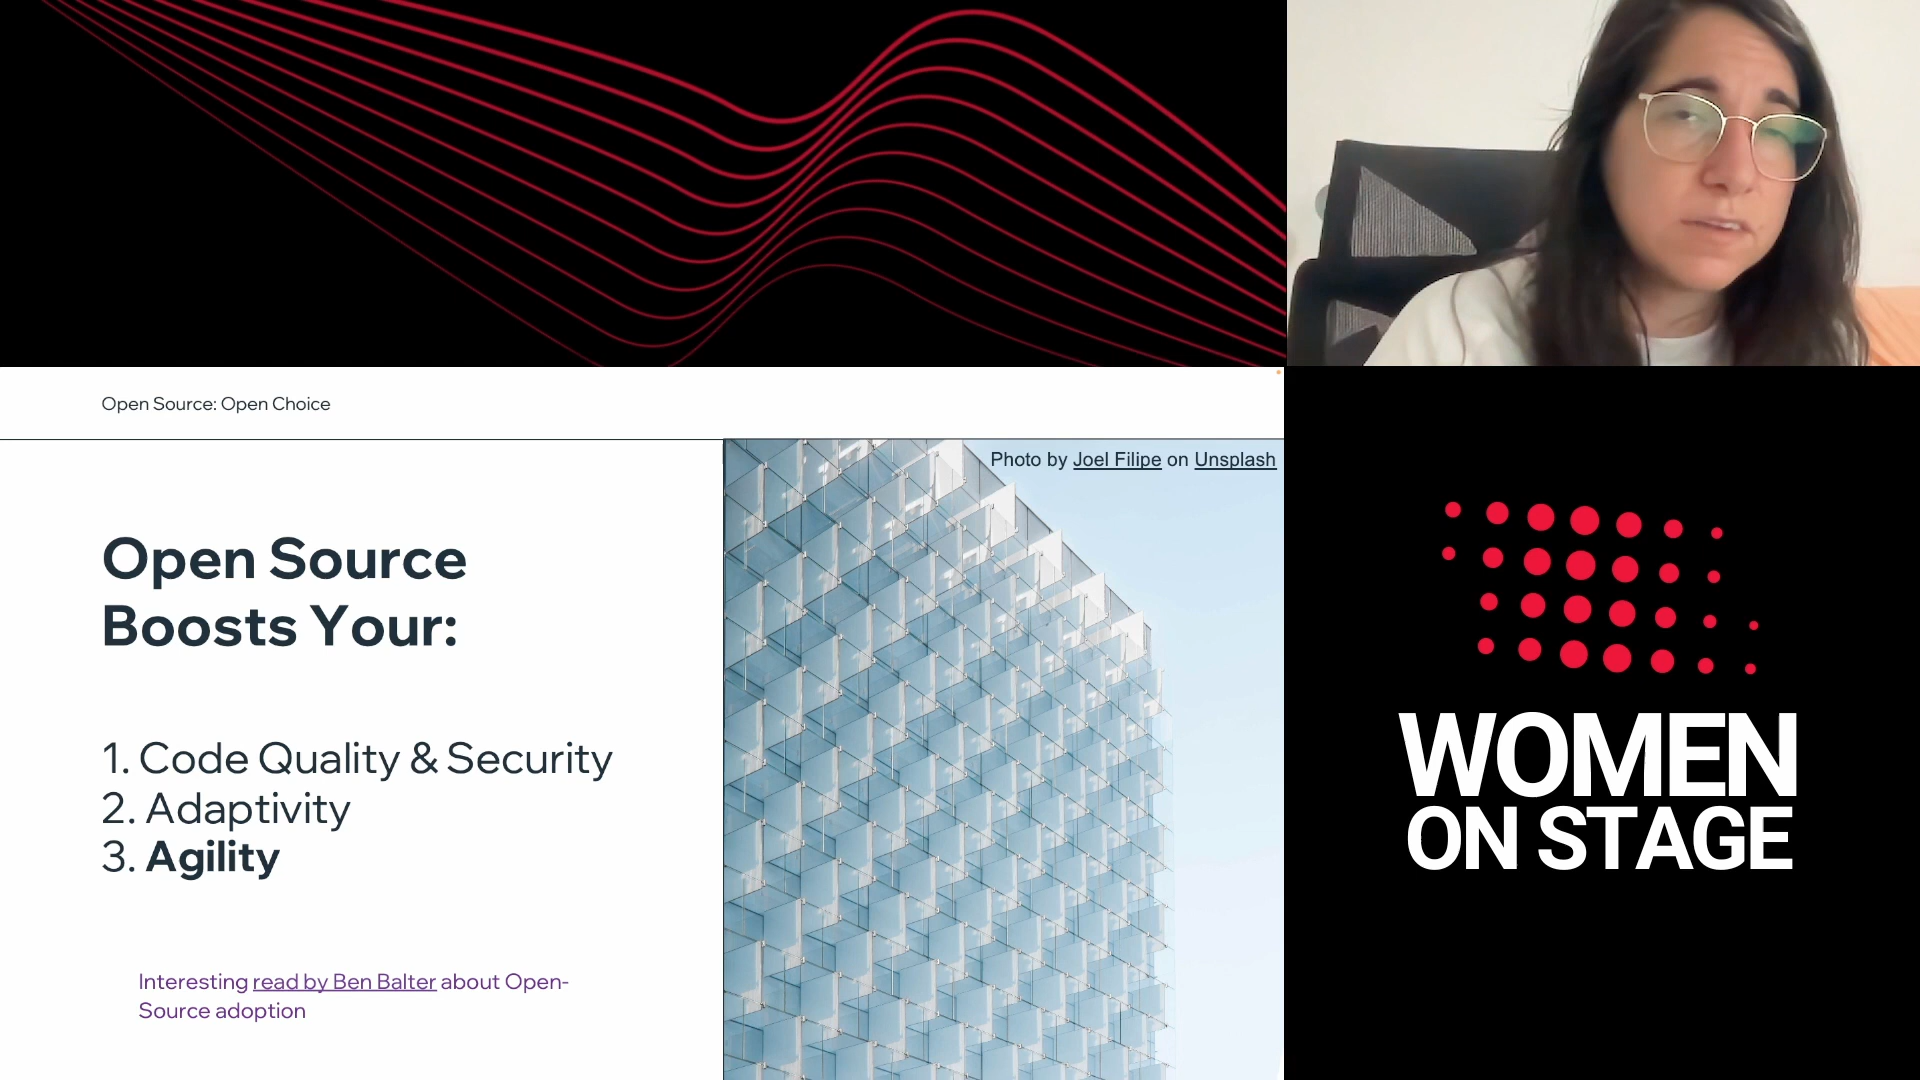 Open Source: Open Choice
Photo by Joel Filipe on Unsplash
Open Source
Boosts Your:
1. Code Quality & Security
2. Adaptivity
3. Agility
Interesting read by Ben Balter about Open-
Source adoption
WOMEN
ON STAGE